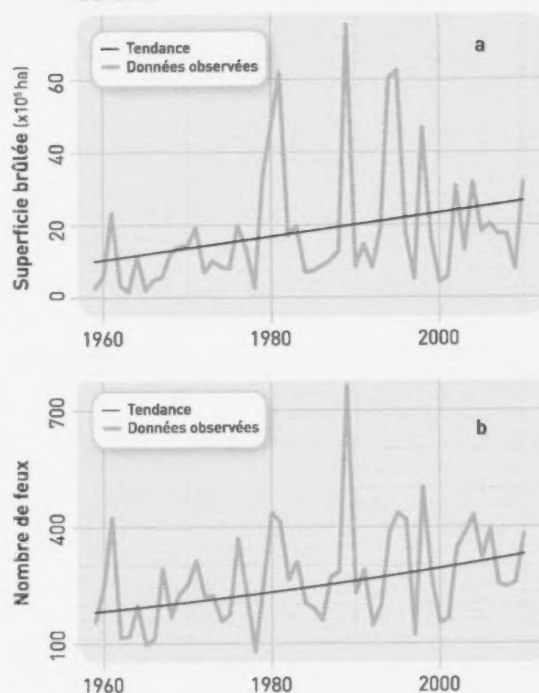 Tendance
Données observées
a
Superficie brûlée (x10⁵ ha)
60
40
20
0
1960
1980
2000
Tendance
Données observées
b
Nombre de feux
700
400
100
1960
1980
2000